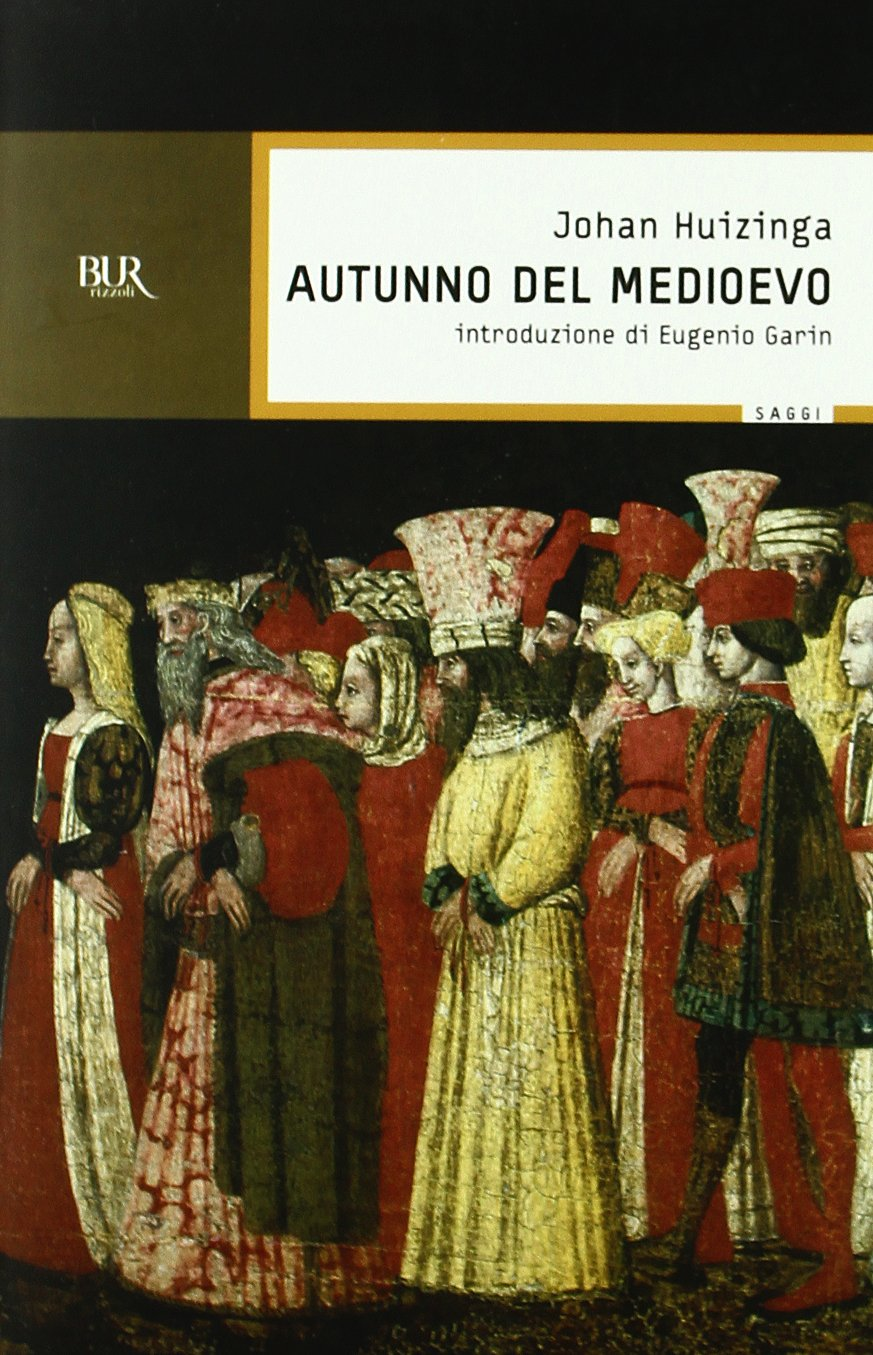 Johan Huizinga
AUTUNNO DEL MEDIOEVO
introduzione di Eugenio Garin
BUR
rizzoli
SAGGI